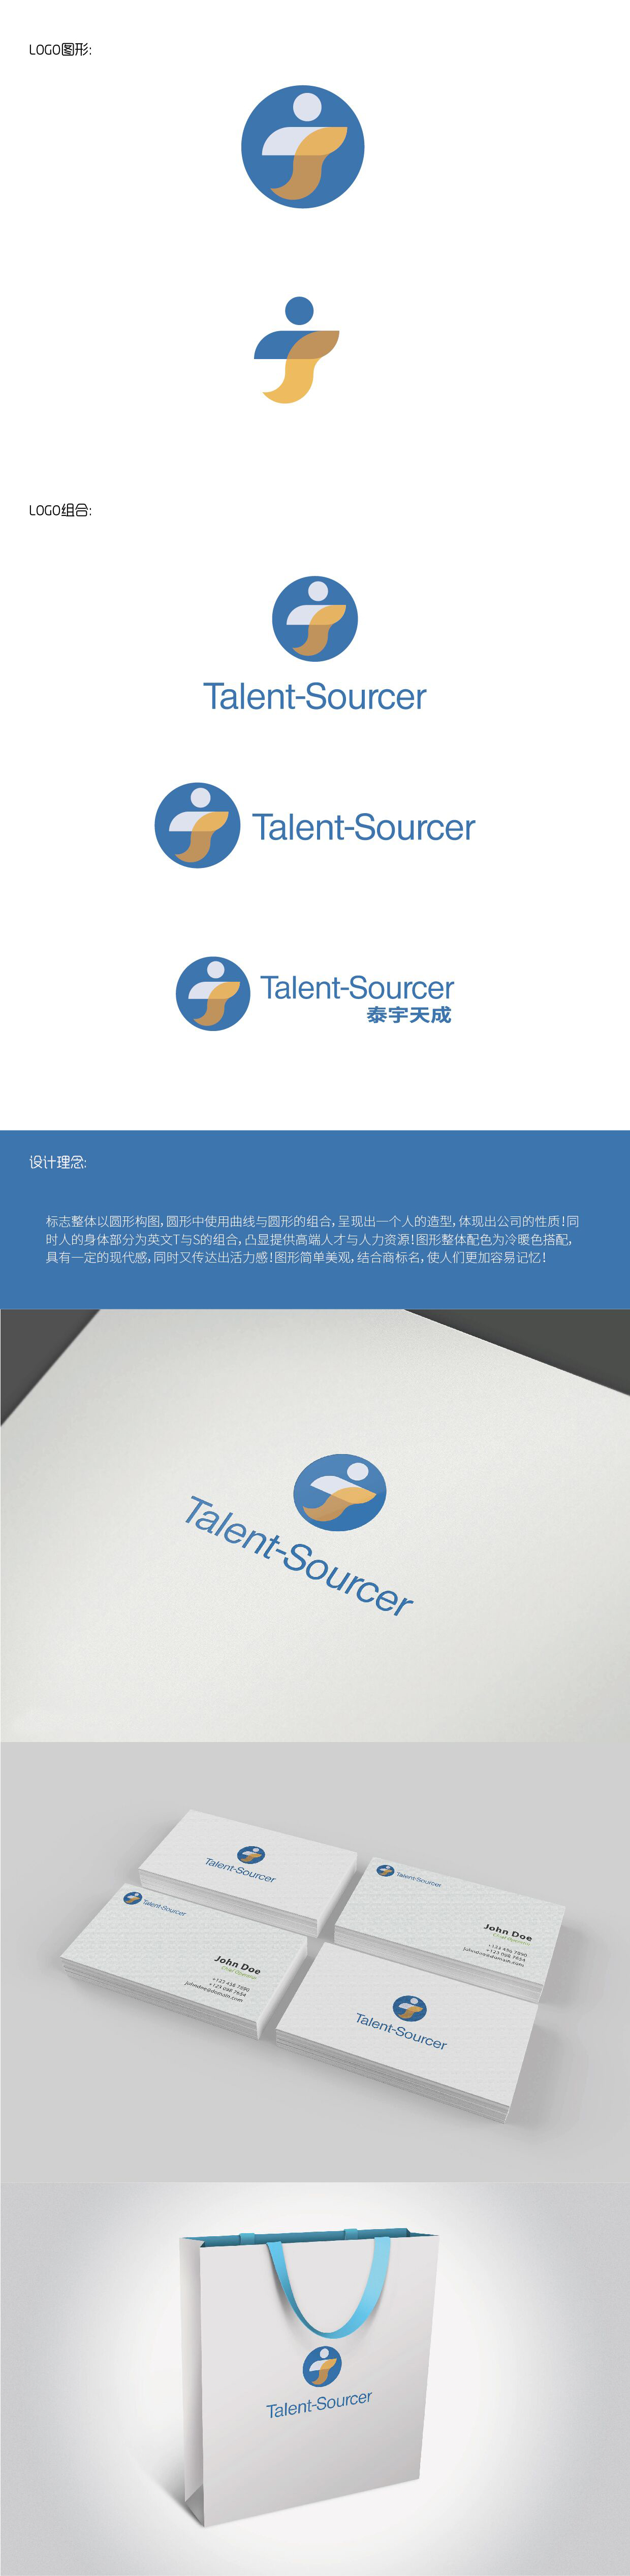 LOGO图形:
LOGO组合:
Talent-Sourcer
Talent-Sourcer
Talent-Sourcer
泰宇天成
设计理念:
标志整体以圆形构图,圆形中使用曲线与圆形的组合,呈现出一个人的造型,体现出公司的性质!同
时人的身体部分为英文T与S的组合,凸显提供高端人才与人力资源!图形整体配色为冷暖色搭配,
具有一定的现代感,同时又传达出活力感!图形简单美观,结合商标名,使人们更加容易记忆!
Talent-Sourcer
Talent-Sourcer
Talent-Sourcer
John Doe
+123 456 7890
johndoe@domain.com
Talent-Sourcer
John Doe
+123 456 7890
johndoe@domain.com
Talent-Sourcer
Talent-Sourcer